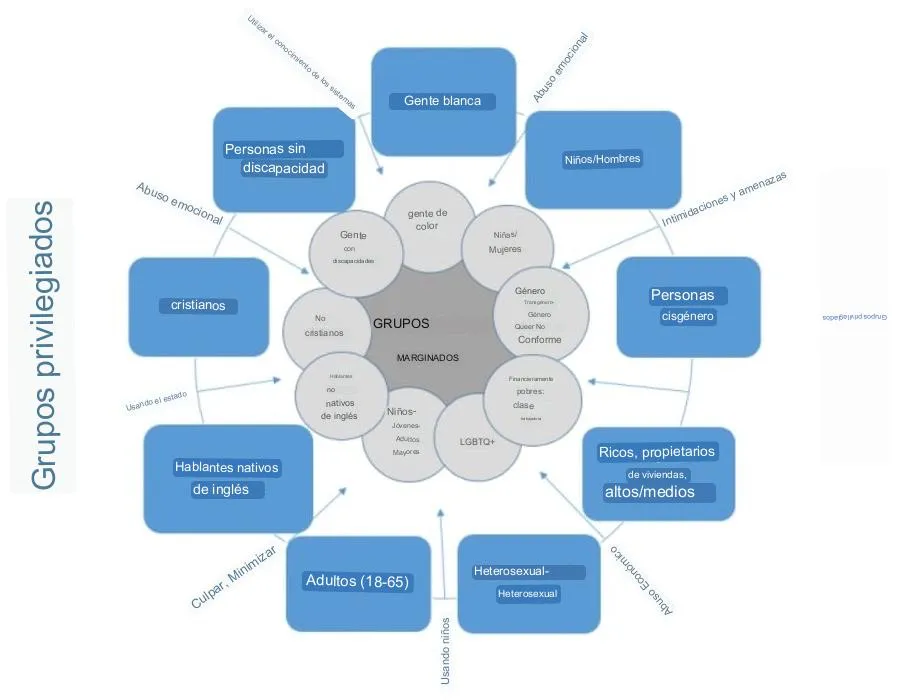 Utilizar el conocimiento de los sistemas
Gente blanca
Abuso emocional
Personas sin
discapacidad
Niños/Hombres
Abuso emocional
Intimidaciones y amenazas
gente de
color
Gente
con
discapacidades
Niñas/
Mujeres
cristianos
Personas
cisgénero
Género
Transgénero-
Género
Queer No
Conforme
No
cristianos
GRUPOS
MARGINADOS
Grupos privilegiados
Grupos privilegiados
Usando el estado
Hablantes
no
nativos
de inglés
Financieramente
pobres:
clase
Niños-
Jóvenes-
Adultos
Mayores
LGBTQ+
Hablantes nativos
de inglés
Ricos, propietarios
de viviendas,
altos/medios
Culpar, Minimizar
Adultos (18-65)
Usando niños
Heterosexual-
Heterosexual
Abuso Económico